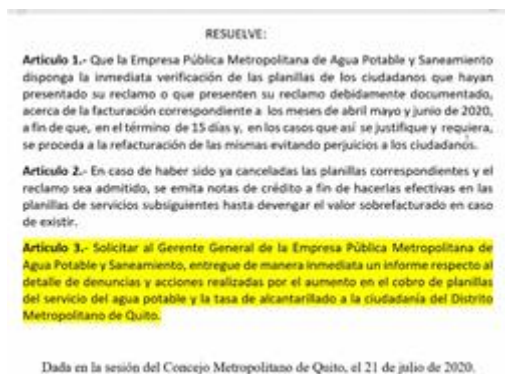 RESUELVE:
Artículo 1.- Que la Empresa Pública Metropolitana de Agua Potable y Saneamiento
disponga la inmediata verificación de las planillas de los ciudadanos que hayan
presentado su reclamo o que presenten su reclamo debidamente documentado,
acerca de la facturación correspondiente a los meses de abril mayo y junio de 2020,
a fin de que, en el término de 15 días y, en los casos que así se justifique y requiera,
se proceda a la refacturación de las mismas evitando perjuicios a los ciudadanos.
Artículo 2.- En caso de haber sido ya canceladas las planillas correspondientes y el
reclamo sea admitido, se emita notas de crédito a fin de hacerlas efectivas en las
planillas de servicios subsiguientes hasta devengar el valor sobrefacturado en caso
de existir.
Artículo 3.- Solicitar al Gerente General de la Empresa Pública Metropolitana de
Agua Potable y Saneamiento, entregue de manera inmediata un informe respecto al
detalle de denuncias y acciones realizadas por el aumento en el cobro de planillas
del servicio del agua potable y la tasa de alcantarillado a la ciudadanía del Distrito
Metropolitano de Quito.
Dada en la sesión del Concejo Metropolitano de Quito, el 21 de julio de 2020.